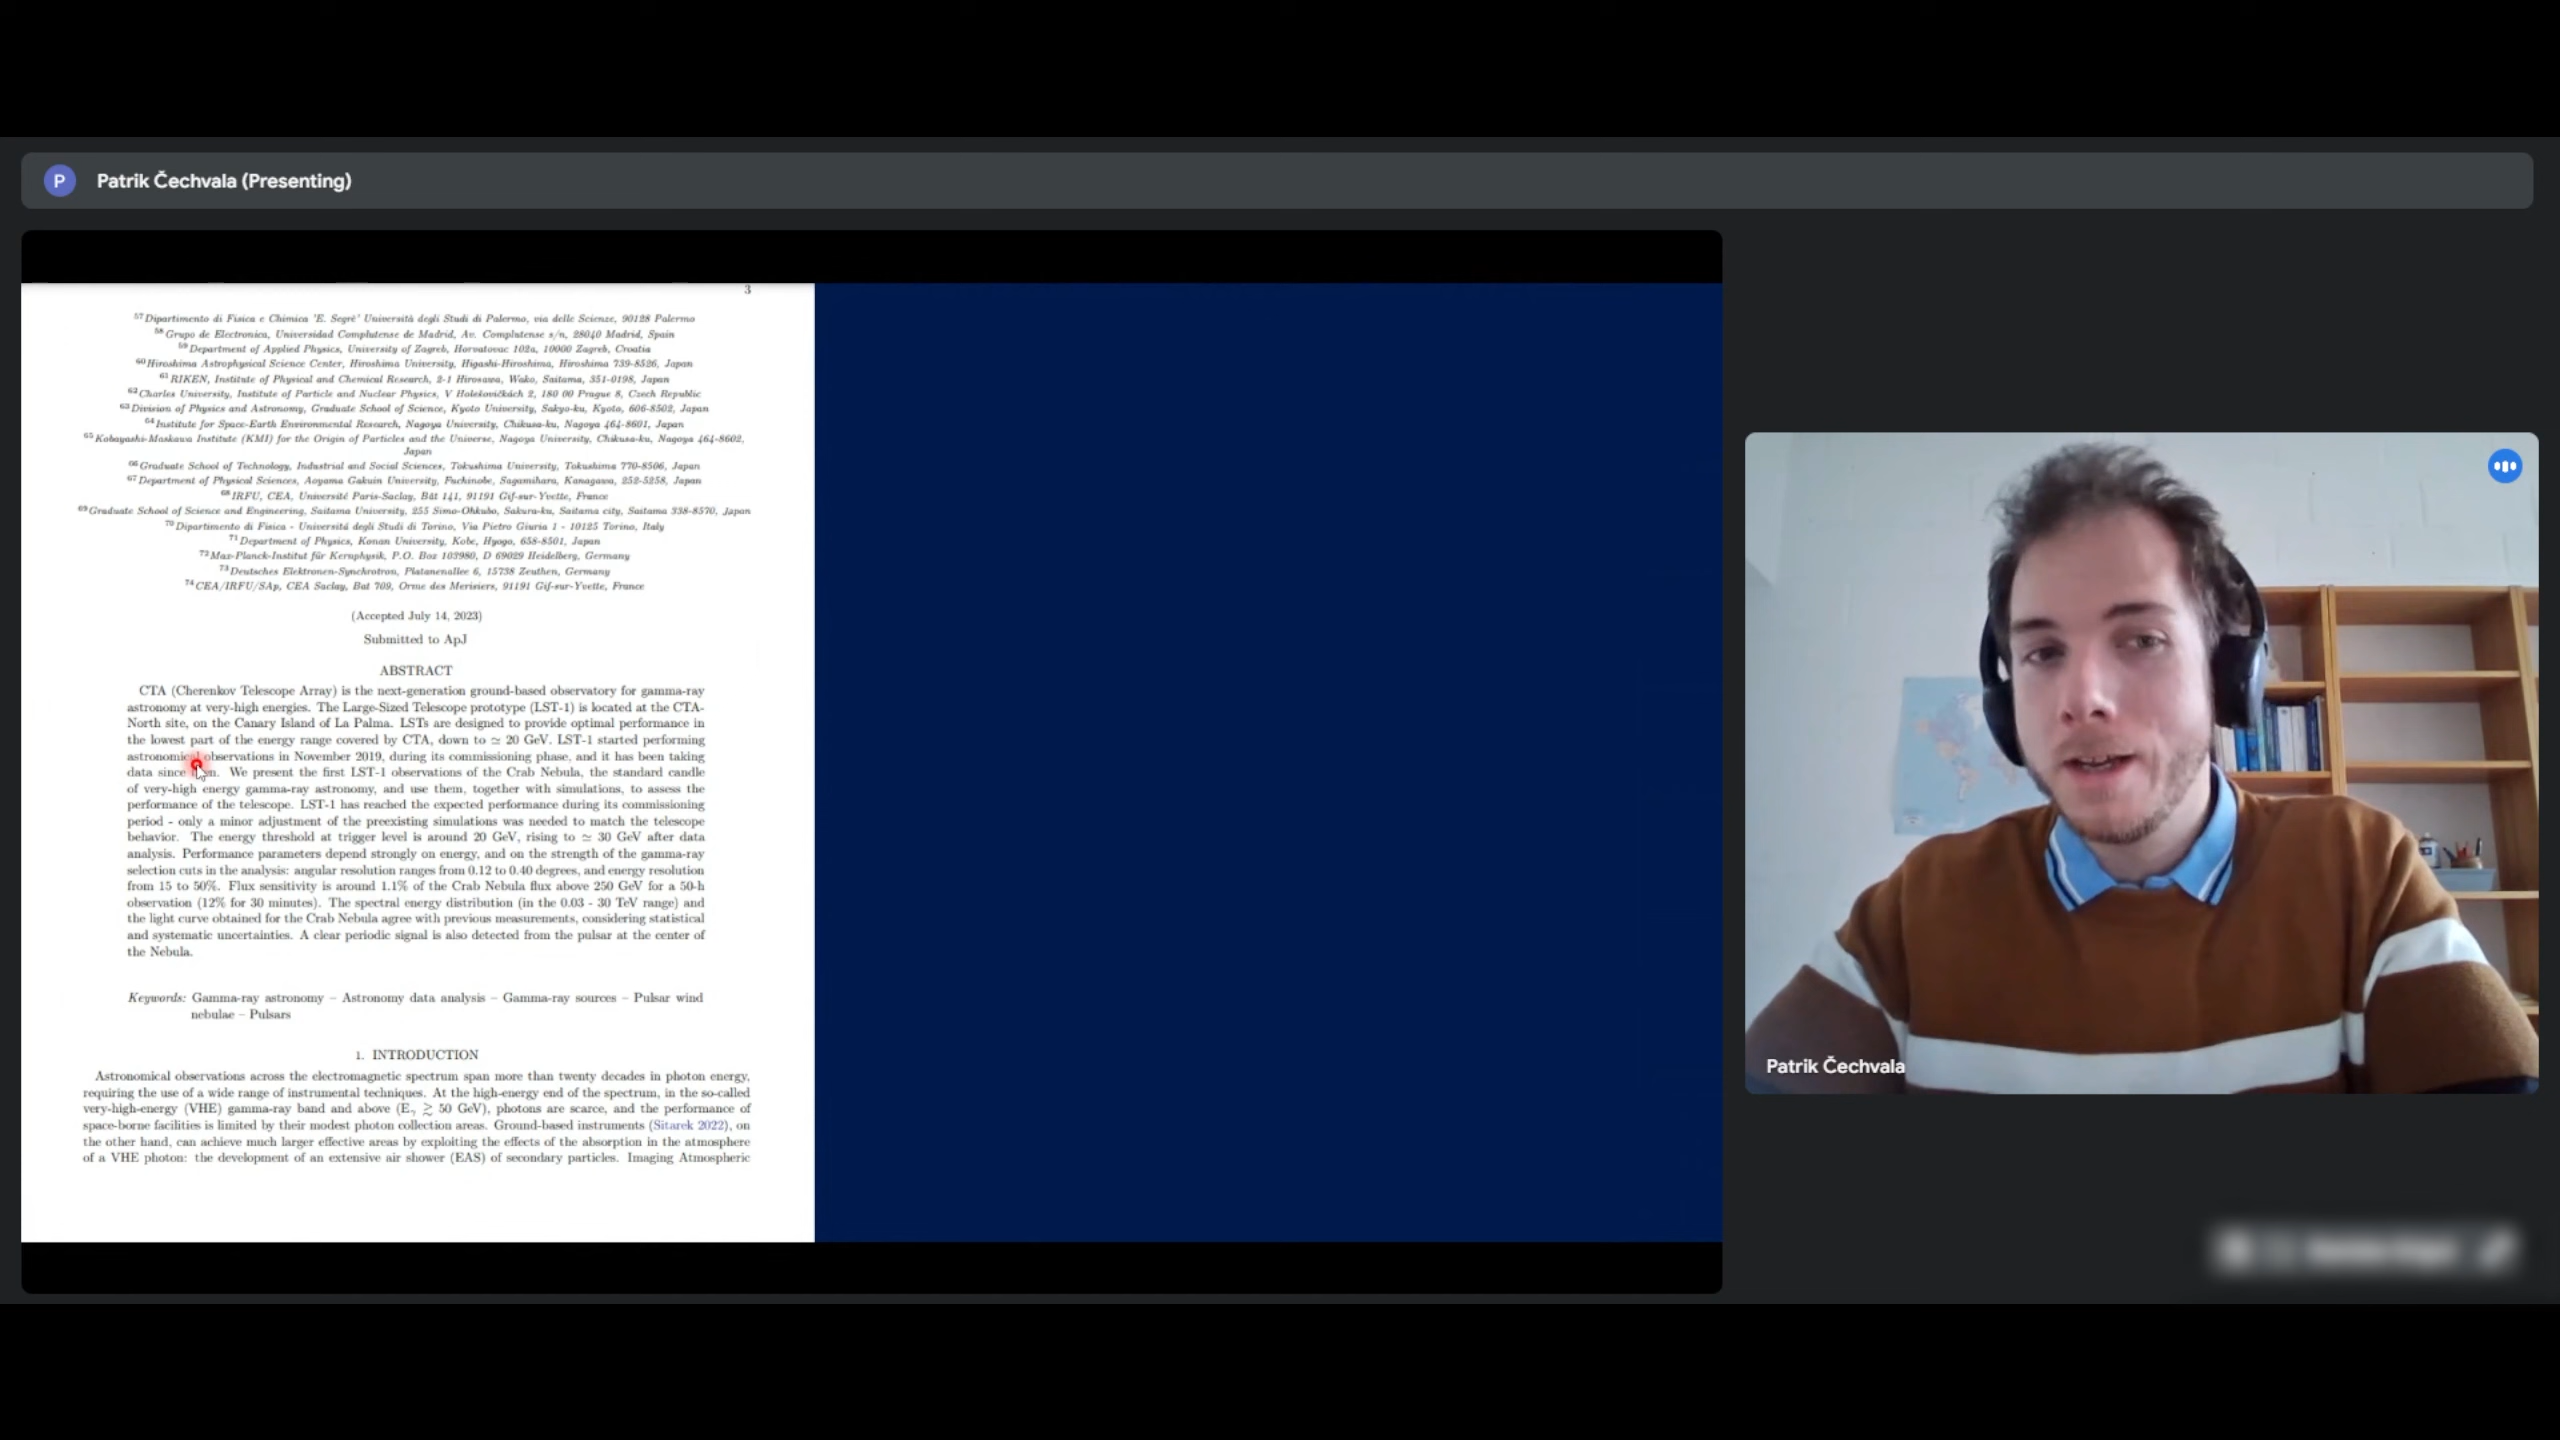 P Patrik Čechvala (Presenting)
3
57 Dipartimento di Fisica e Chimica 'E. Segrè' Università degli Studi di Palermo, via delle Scienze, 90128 Palermo
58 Grupo de Electronica, Universidad Complutense de Madrid, Av. Complutense s/n, 28040 Madrid, Spain
59 Department of Applied Physics, University of Zagreb, Horvatovac 102a, 10000 Zagreb, Croatia
60 Hiroshima Astrophysical Science Center, Hiroshima University, Higashi-Hiroshima, Hiroshima 739-8526, Japan
61 RIKEN, Institute of Physical and Chemical Research, 2-1 Hirosawa, Wako, Saitama, 351-0198, Japan
62 Charles University, Institute of Particle and Nuclear Physics, V Holešovičkách 2, 180 00 Prague 8, Czech Republic
63 Division of Physics and Astronomy, Graduate School of Science, Kyoto University, Sakyo-ku, Kyoto, 606-8502, Japan
64 Institute for Space-Earth Environmental Research, Nagoya University, Chikusa-ku, Nagoya 464-8601, Japan
65 Kobayashi-Maskawa Institute (KMI) for the Origin of Particles and the Universe, Nagoya University, Chikusa-ku, Nagoya 464-8602,
Japan
66 Graduate School of Technology, Industrial and Social Sciences, Tokushima University, Tokushima 770-8506, Japan
67 Department of Physical Sciences, Aoyama Gakuin University, Fuchinobe, Sagamihara, Kanagawa, 252-5258, Japan
68 IRFU, CEA, Université Paris-Saclay, Bât 141, 91191 Gif-sur-Yvette, France
69 Graduate School of Science and Engineering, Saitama University, 255 Simo-Ohkubo, Sakura-ku, Saitama city, Saitama 338-8570, Japan
70 Dipartimento di Fisica - Universitá degli Studi di Torino, Via Pietro Giuria 1 - 10125 Torino, Italy
71 Department of Physics, Konan University, Kobe, Hyogo, 658-8501, Japan
72 Max-Planck-Institut für Kernphysik, P.O. Box 103980, D 69029 Heidelberg, Germany
73 Deutsches Elektronen-Synchrotron, Platanenallee 6, 15738 Zeuthen, Germany
74 CEA/IRFU/SAp, CEA Saclay, Bat 709, Orme des Merisiers, 91191 Gif-sur-Yvette, France
(Accepted July 14, 2023)
Submitted to ApJ
ABSTRACT
CTA (Cherenkov Telescope Array) is the next-generation ground-based observatory for gamma-ray
astronomy at very-high energies. The Large-Sized Telescope prototype (LST-1) is located at the CTA-
North site, on the Canary Island of La Palma. LSTs are designed to provide optimal performance in
the lowest part of the energy range covered by CTA, down to ≃ 20 GeV. LST-1 started performing
astronomical observations in November 2019, during its commissioning phase, and it has been taking
data since then. We present the first LST-1 observations of the Crab Nebula, the standard candle
of very-high energy gamma-ray astronomy, and use them, together with simulations, to assess the
performance of the telescope. LST-1 has reached the expected performance during its commissioning
period - only a minor adjustment of the preexisting simulations was needed to match the telescope
behavior. The energy threshold at trigger level is around 20 GeV, rising to ≃ 30 GeV after data
analysis. Performance parameters depend strongly on energy, and on the strength of the gamma-ray
selection cuts in the analysis: angular resolution ranges from 0.12 to 0.40 degrees, and energy resolution
from 15 to 50%. Flux sensitivity is around 1.1% of the Crab Nebula flux above 250 GeV for a 50-h
observation (12% for 30 minutes). The spectral energy distribution (in the 0.03 - 30 TeV range) and
the light curve obtained for the Crab Nebula agree with previous measurements, considering statistical
and systematic uncertainties. A clear periodic signal is also detected from the pulsar at the center of
the Nebula.
Keywords: Gamma-ray astronomy – Astronomy data analysis – Gamma-ray sources – Pulsar wind
nebulae – Pulsars
1. INTRODUCTION
Astronomical observations across the electromagnetic spectrum span more than twenty decades in photon energy,
requiring the use of a wide range of instrumental techniques. At the high-energy end of the spectrum, in the so-called
very-high-energy (VHE) gamma-ray band and above (Eγ ≳ 50 GeV), photons are scarce, and the performance of
space-borne facilities is limited by their modest photon collection areas. Ground-based instruments (Sitarek 2022), on
the other hand, can achieve much larger effective areas by exploiting the effects of the absorption in the atmosphere
of a VHE photon: the development of an extensive air shower (EAS) of secondary particles. Imaging Atmospheric
Patrik Čechvala